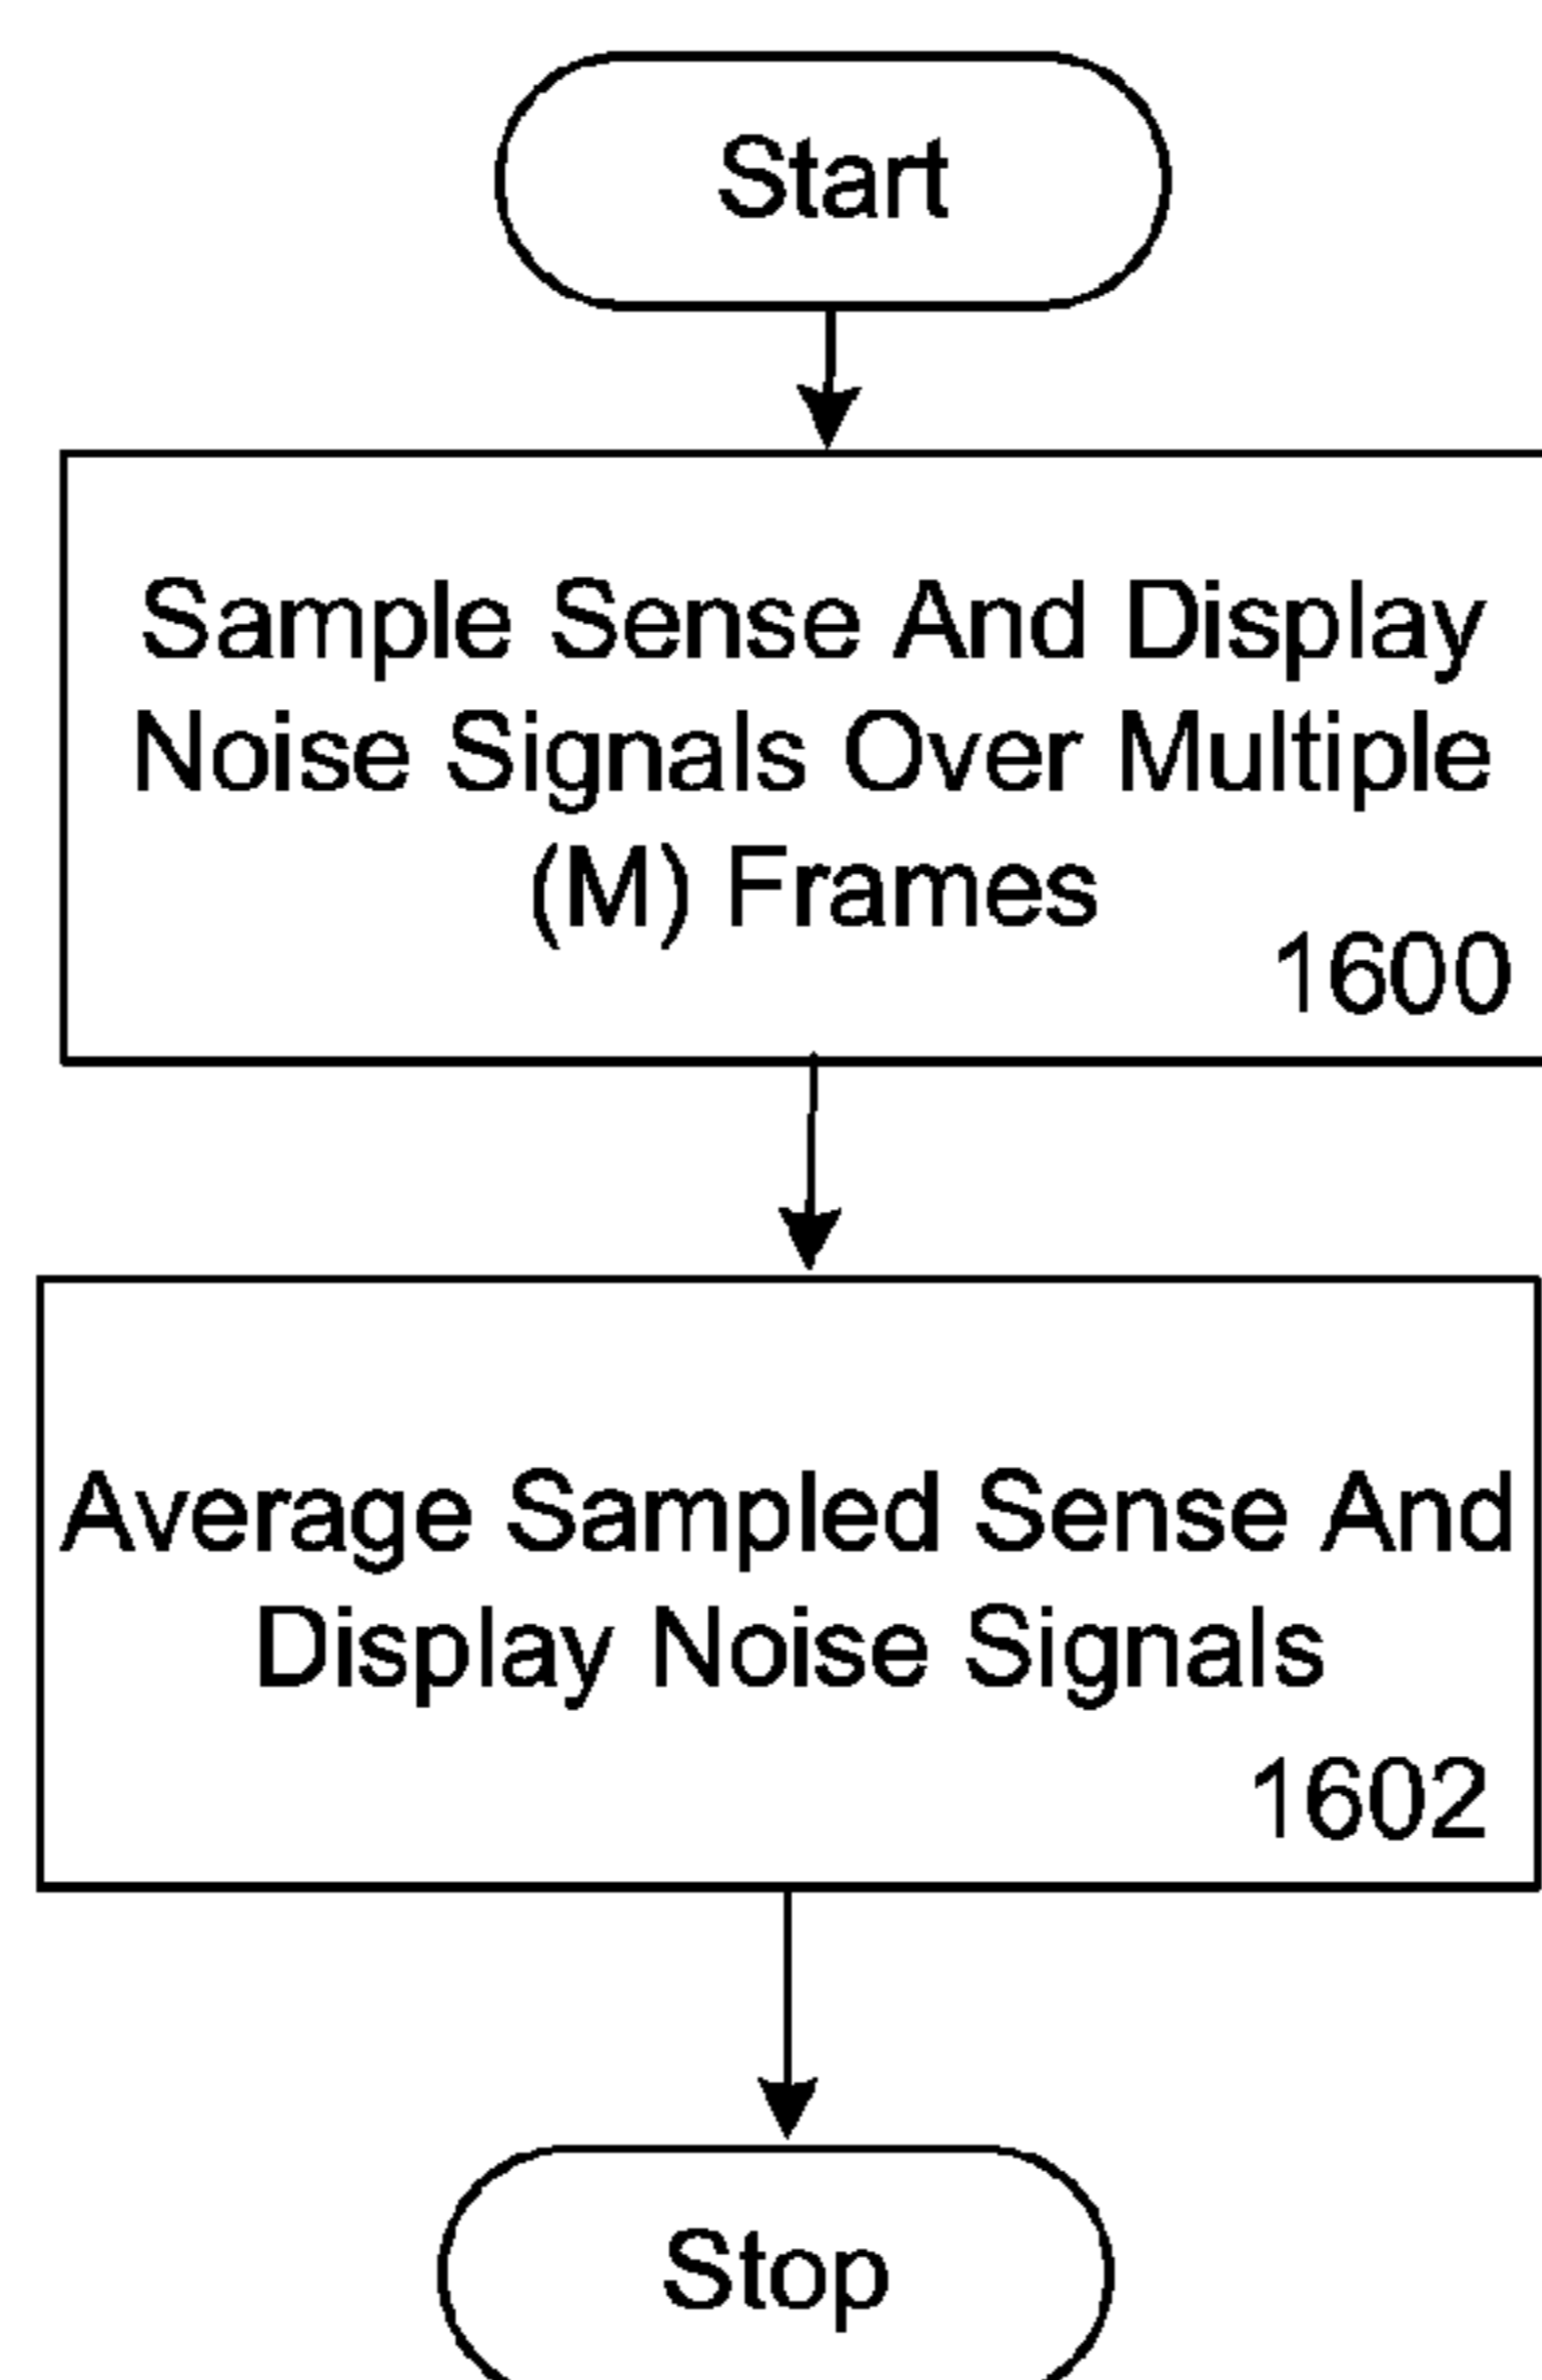 Start
Sample Sense And Display
Noise Signals Over Multiple
(M) Frames
1600
Average Sampled Sense And
Display Noise Signals
1602
Stop